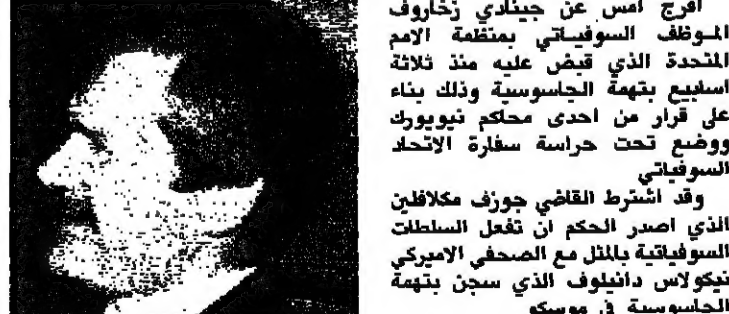 افرج امس عن جينادي زخاروف
المـوظف السوفيـاتي بمنظمة الامم
المتحدة الذي قبض عليه منذ ثلاثة
اسابيع بتهمة الجاسوسية وذلك بناء
على قرار من احدى محاكم نيويورك
ووضع تحت حراسة سفارة الاتحاد
السوفياتي
وقد اشترط القاضي جوزف مكلافلين
الذي اصدر الحكم ان تفعل السلطات
السوفياتية بالمثل مع الصحفي الاميركي
نيكولاس دانيلوف الذي سجن بتهمة
الجاسوسية في موسكو